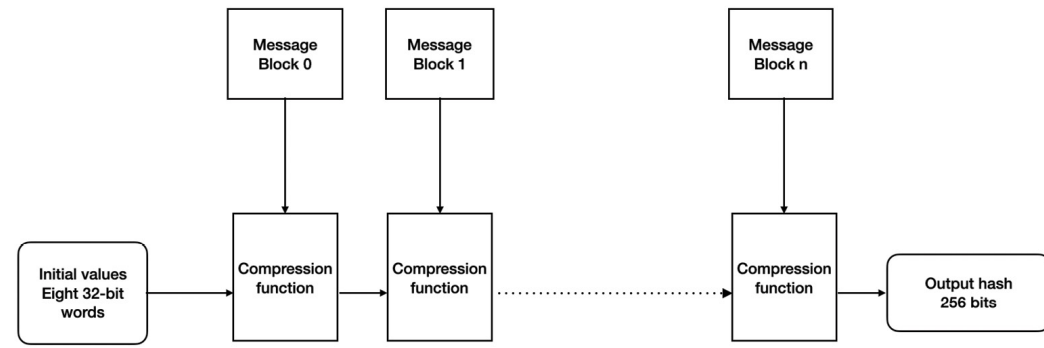 Message
Block 0
Message
Block 1
Message
Block n
Initial values
Eight 32-bit
words
Compression
function
Compression
function
Compression
function
Output hash
256 bits